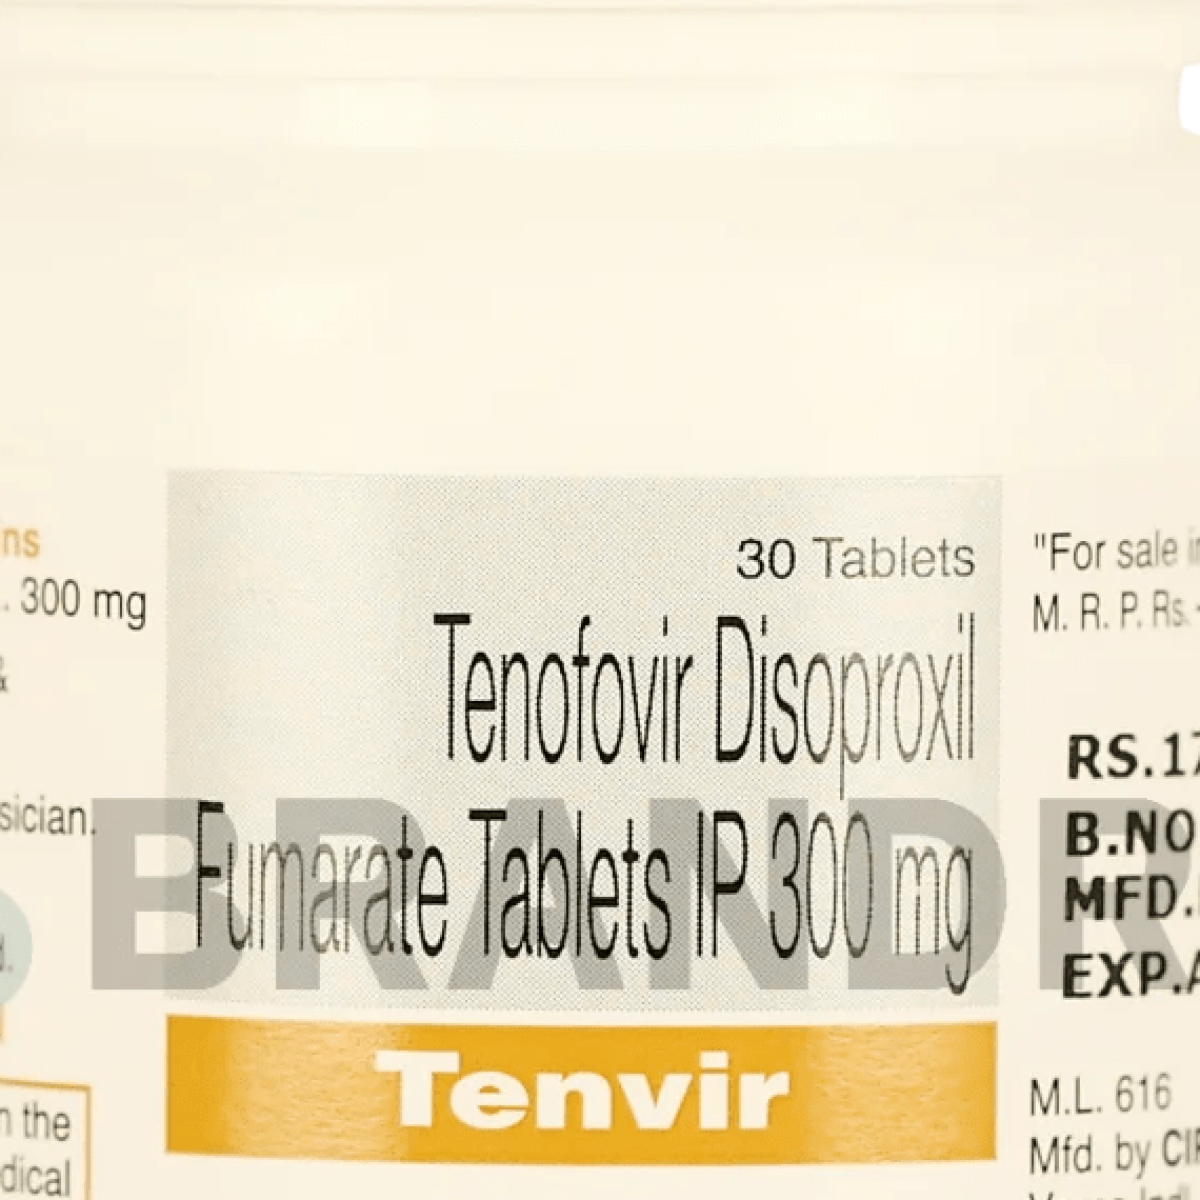 ns
. 300 mg
sician.
d.
n the
dical
30 Tablets
Tenofovir Disoproxil
Fumarate Tablets IP 300 mg
Tenvir
"For sale i
M. R. P. Rs.
RS.17
B.NO
MFD.
EXP.A
M.L. 616
Mfd. by CIP
BRANDR